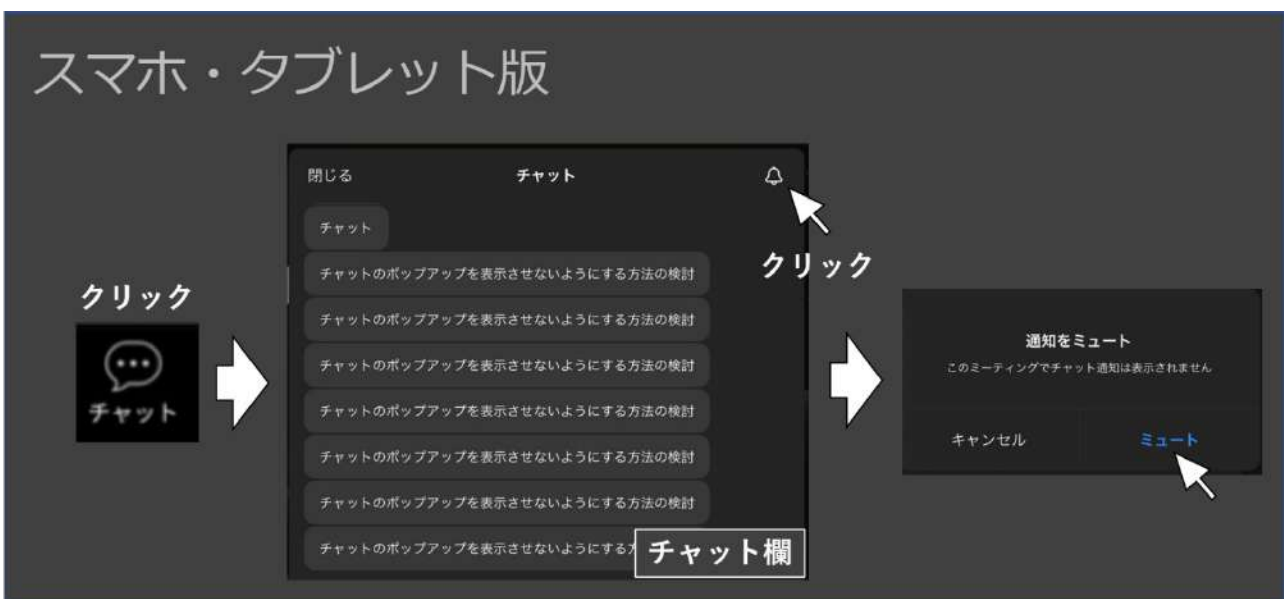 スマホ・タブレット版
クリック
チャット
閉じる
チャット
チャット
チャットのポップアップを表示させないようにする方法の検討
チャットのポップアップを表示させないようにする方法の検討
チャットのポップアップを表示させないようにする方法の検討
チャットのポップアップを表示させないようにする方法の検討
チャットのポップアップを表示させないようにする方法の検討
チャットのポップアップを表示させないようにする方法の検討
チャットのポップアップを表示させないようにする
チャット欄
クリック
通知をミュート
このミーティングでチャット通知は表示されません
キャンセル
ミュート